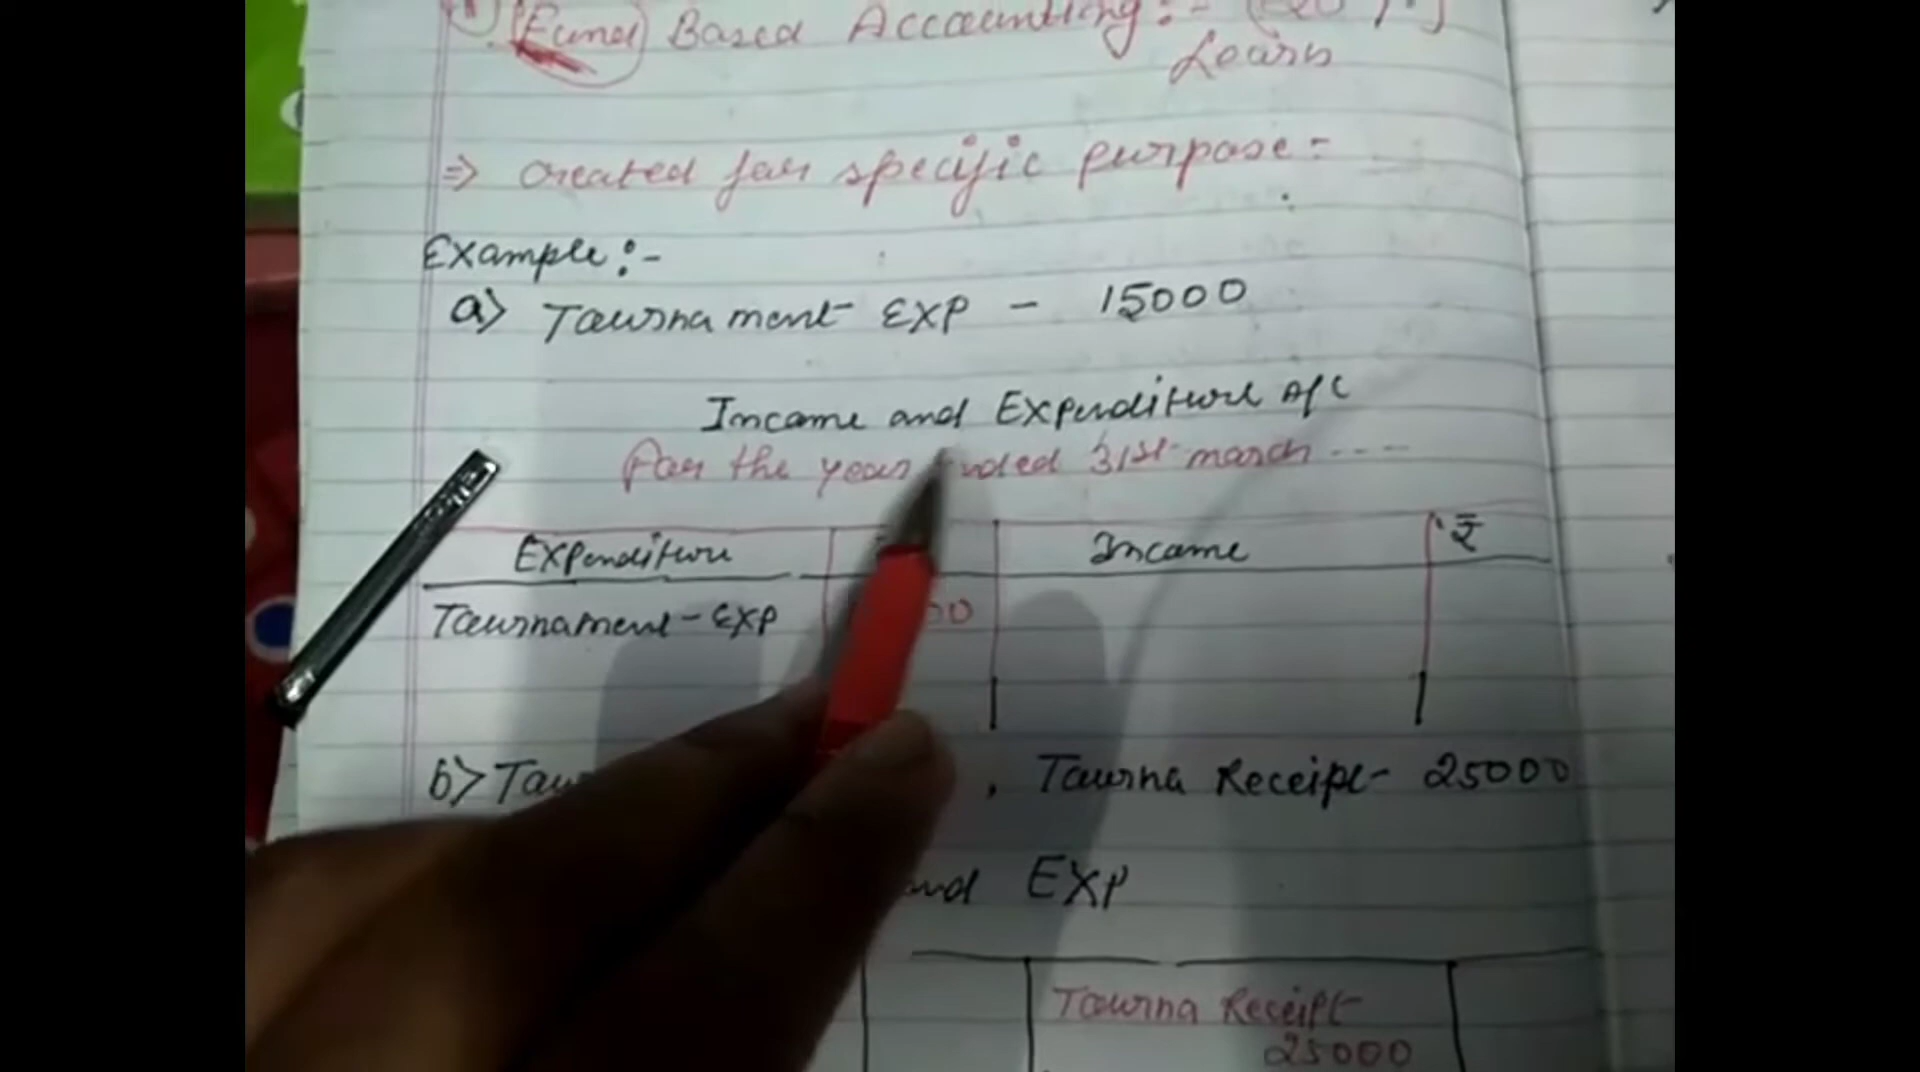 Fund Based Accounting:-
Learn
⇒ Created for specific purpose:-
Example:-
a) Tournament EXP - 15000
Income and Expenditure A/c
For the year ended 31st march ----
Expenditure Income ₹
Tournament-EXP
b) , Tourna Receipt- 25000
and EXP
Tourna Receipt
25000